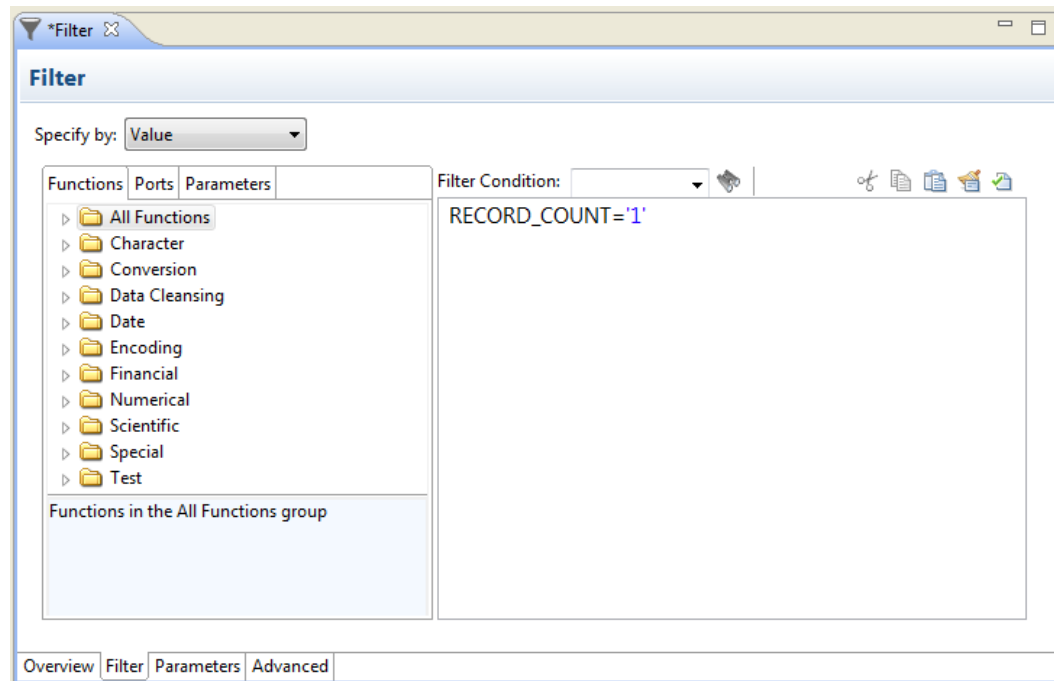 *Filter
Filter
Specify by: Value
Functions Ports Parameters
Filter Condition:
All Functions
Character
Conversion
Data Cleansing
Date
Encoding
Financial
Numerical
Scientific
Special
Test
Functions in the All Functions group
RECORD_COUNT='1'
Overview Filter Parameters Advanced